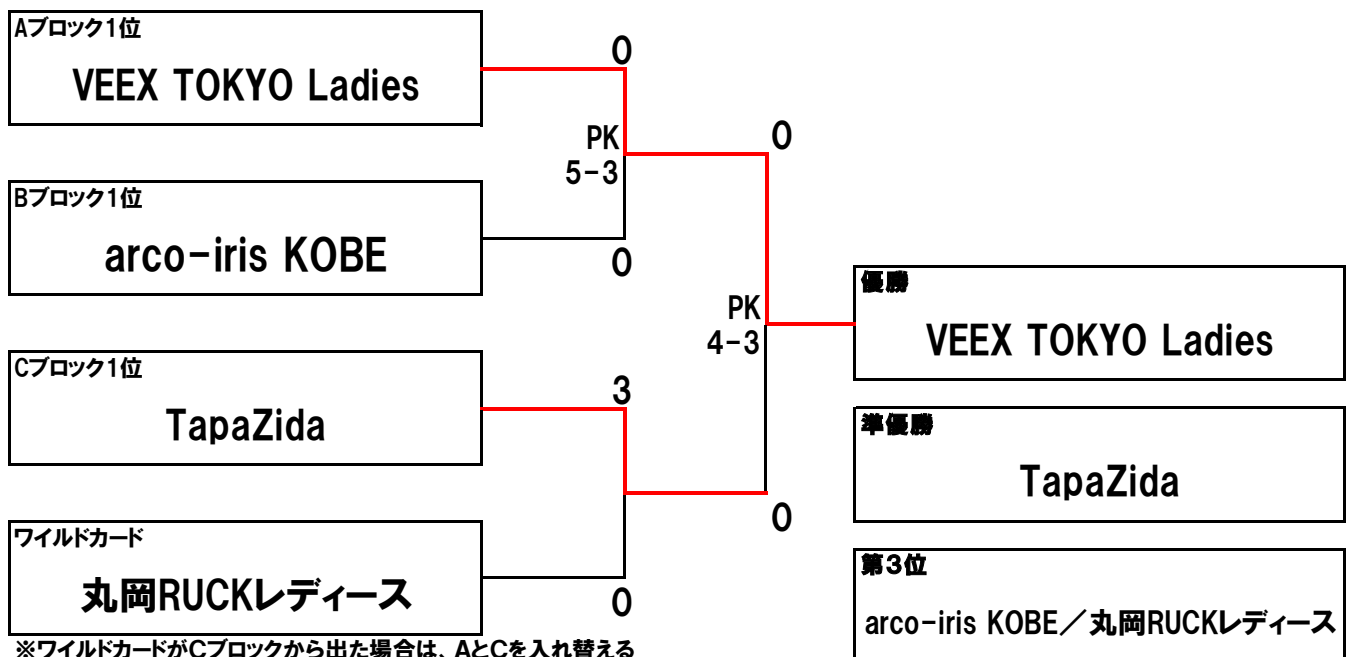 Aブロック1位
VEEX TOKYO Ladies
0
PK
5-3
0
Bブロック1位
arco-iris KOBE
0
PK
4-3
優勝
VEEX TOKYO Ladies
Cブロック1位
TapaZida
3
準優勝
TapaZida
0
ワイルドカード
丸岡RUCKレディース
0
第3位
arco-iris KOBE／丸岡RUCKレディース
※ワイルドカードがCブロックから出た場合は、AとCを入れ替える